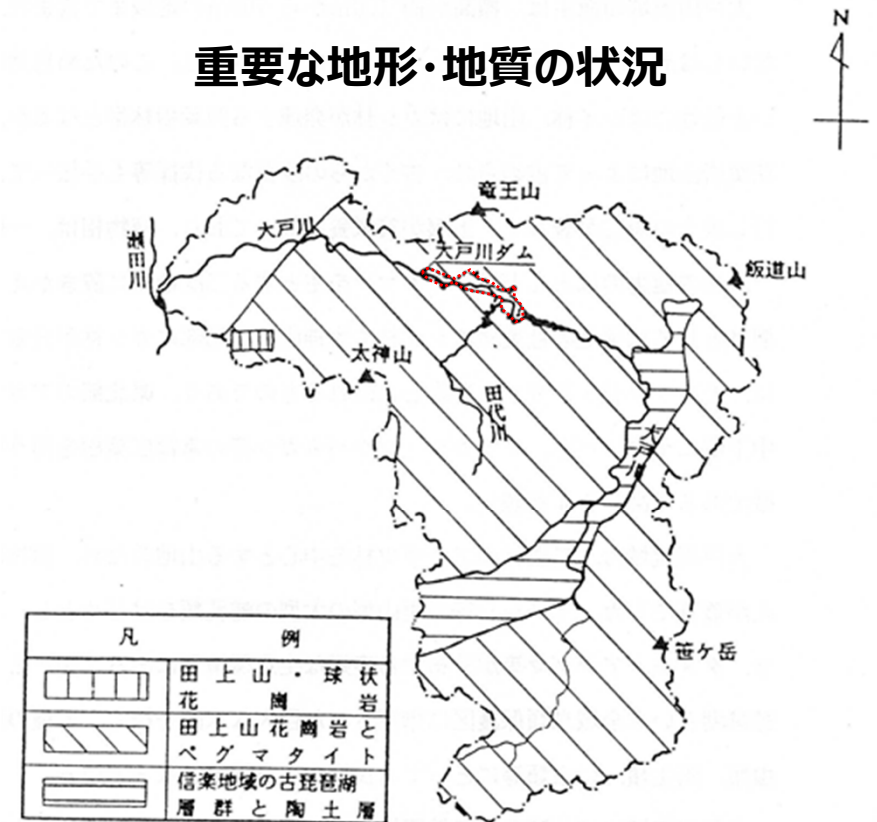 重要な地形・地質の状況
N
竜王山
大戸川
瀬田川
大戸川ダム
飯道山
太神山
田代川
大戸川
笹ケ岳
凡 例
田上山・球状
花崗岩
田上山花崗岩と
ペグマタイト
信楽地域の古琵琶湖
層群と陶土層